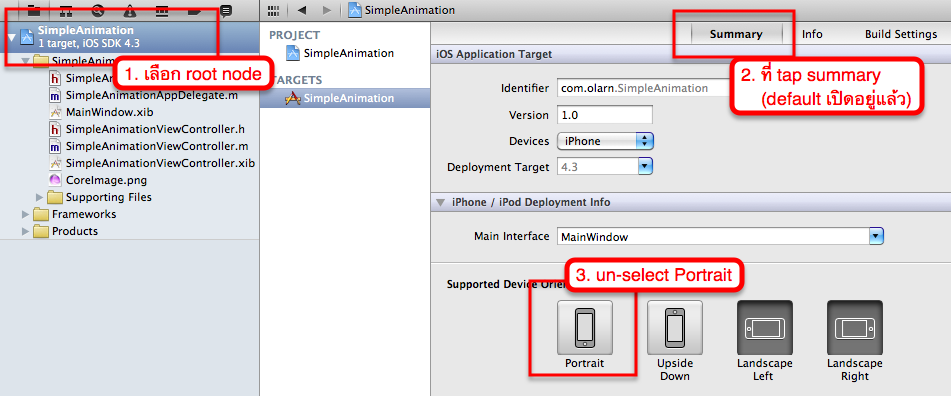 SimpleAnimation
1 target, iOS SDK 4.3
SimpleAnim
SimpleAn
SimpleAnimationAppDelegate.m
MainWindow.xib
SimpleAnimationViewController.h
SimpleAnimationViewController.m
SimpleAnimationViewController.xib
CoreImage.png
Supporting Files
Frameworks
Products
1. เลือก root node
SimpleAnimation
PROJECT
SimpleAnimation
TARGETS
SimpleAnimation
Summary
Info
Build Settings
2. ที่ tap summary
(default เปิดอยู่แล้ว)
iOS Application Target
Identifier com.olarn.SimpleAnimation
Version 1.0
Devices iPhone
Deployment Target 4.3
iPhone / iPod Deployment Info
Main Interface MainWindow
3. un-select Portrait
Supported Device Orie
Portrait
Upside
Down
Landscape
Left
Landscape
Right